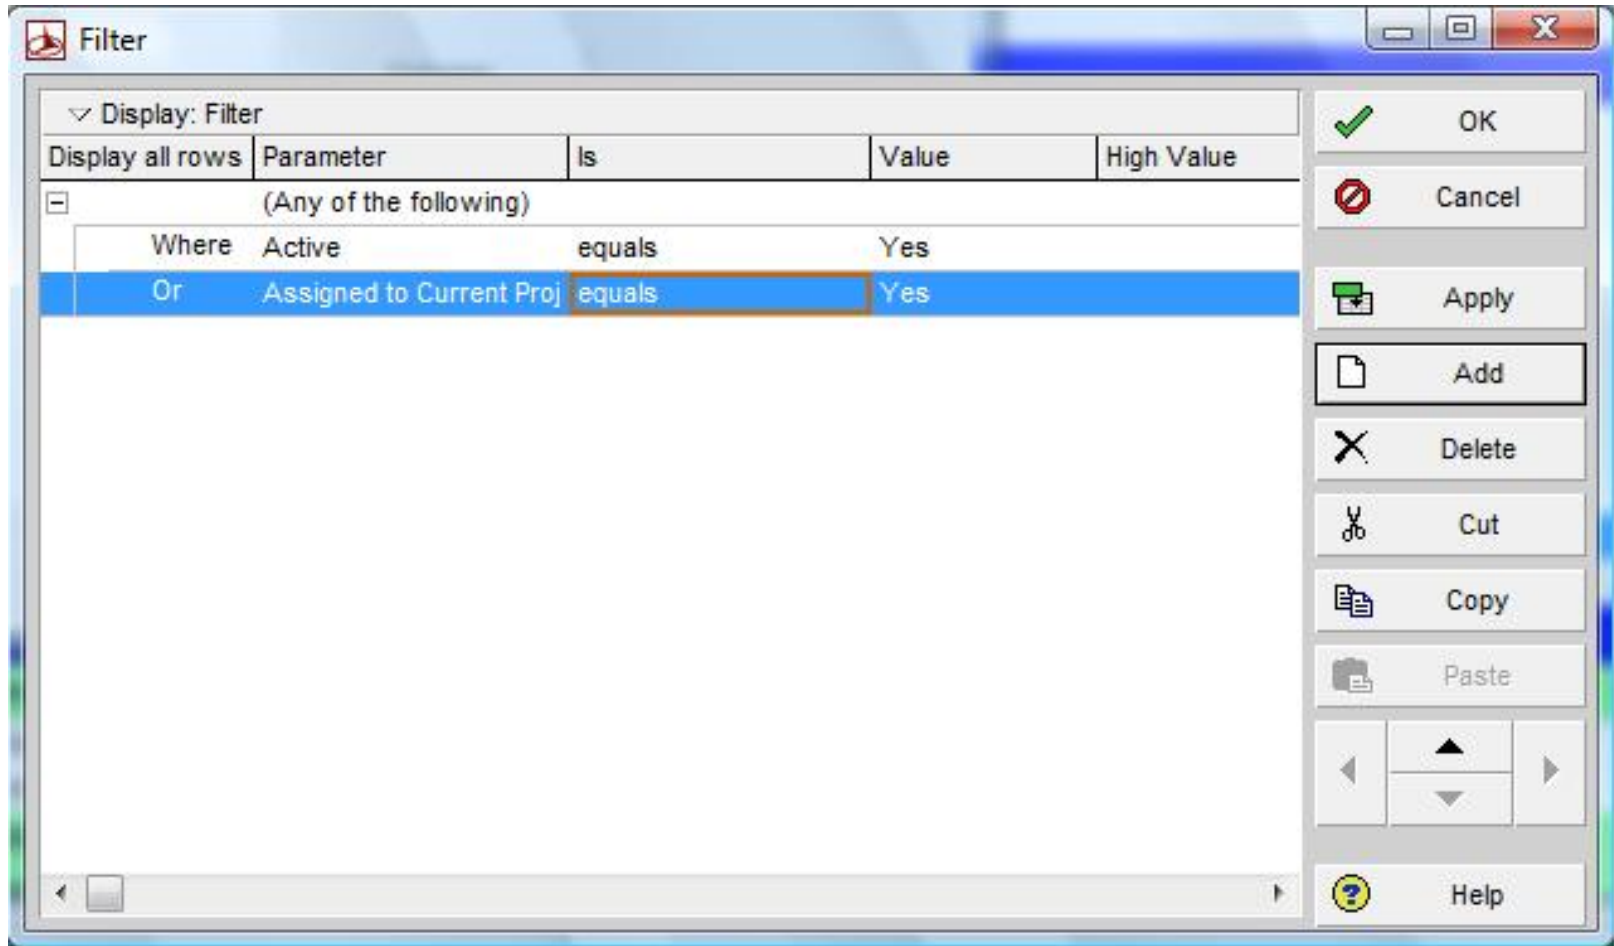 Filter
Display: Filter
Display all rows Parameter Is Value High Value
(Any of the following)
Where Active equals Yes
Or Assigned to Current Proj equals Yes
OK
Cancel
Apply
Add
Delete
Cut
Copy
Paste
Help